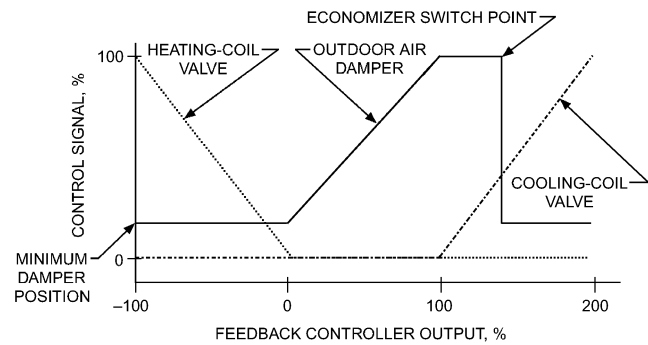 ECONOMIZER SWITCH POINT
HEATING-COIL
VALVE
OUTDOOR AIR
DAMPER
100
CONTROL SIGNAL, %
COOLING-COIL
VALVE
0
MINIMUM
DAMPER
POSITION
–100
0
100
200
FEEDBACK CONTROLLER OUTPUT, %